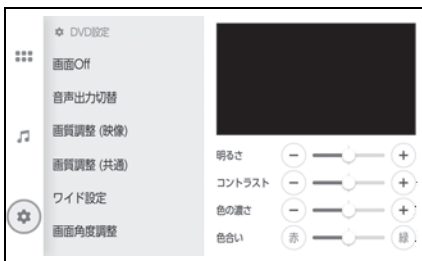 DVD設定
画面Off
音声出力切替
画質調整 (映像)
画質調整 (共通)
ワイド設定
画面角度調整
明るさ
コントラスト
色の濃さ
色合い 赤 緑